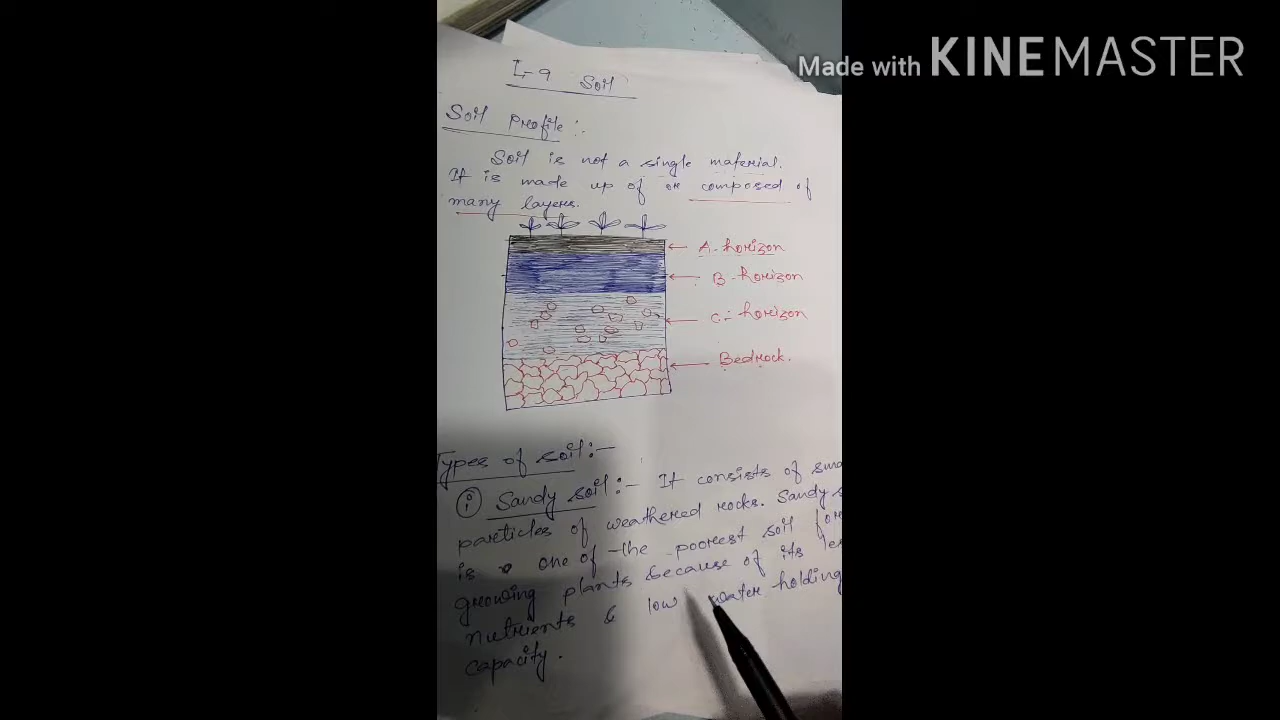 Made with KINEMASTER
L-9 Soil
Soil Profile :-
Soil is not a single material.
It is made up of or composed of
many layers.
A-horizon
B-horizon
C-horizon
Bedrock.
Types of soil :-
(i) Sandy soil :- It consists of
particles of weathered rocks. Sandy
is one of the poorest soil for
growing plants because of its
nutrients & low water holding
capacity.